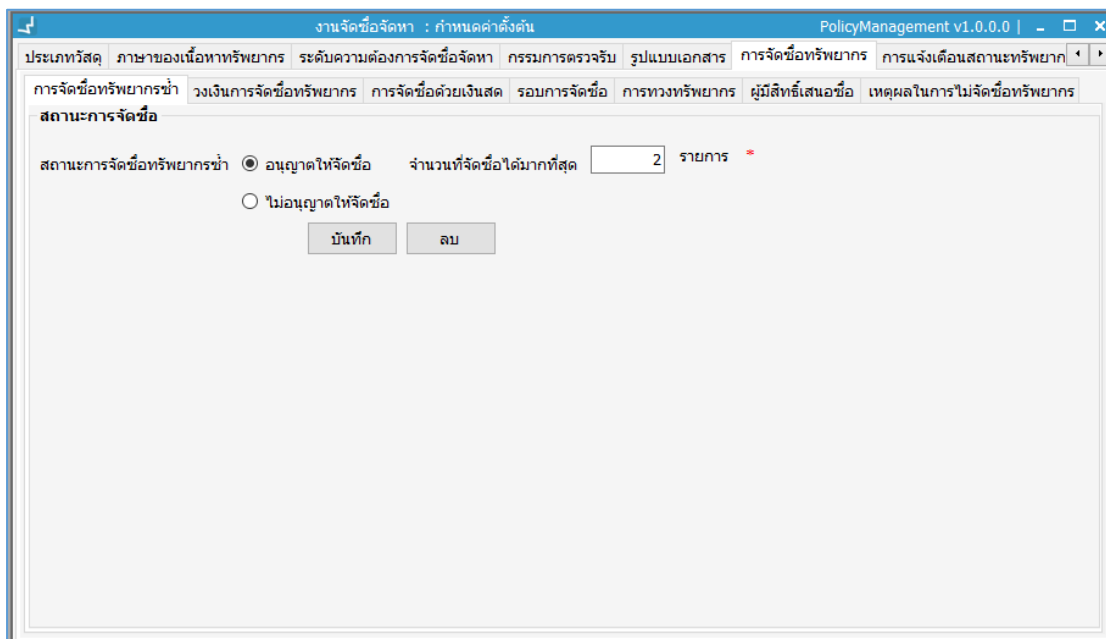 งานจัดซื้อจัดหา : กำหนดค่าตั้งต้น PolicyManagement v1.0.0.0 |
ประเภทวัสดุ ภาษาของเนื้อหาทรัพยากร ระดับความต้องการจัดซื้อจัดหา กรรมการตรวจรับ รูปแบบเอกสาร การจัดซื้อทรัพยากร การแจ้งเตือนสถานะทรัพยาก
การจัดซื้อทรัพยากรซ้ำ วงเงินการจัดซื้อทรัพยากร การจัดซื้อด้วยเงินสด รอบการจัดซื้อ การทวงทรัพยากร ผู้มีสิทธิ์เสนอซื้อ เหตุผลในการไม่จัดซื้อทรัพยากร
สถานะการจัดซื้อ
สถานะการจัดซื้อทรัพยากรซ้ำ อนุญาตให้จัดซื้อ จำนวนที่จัดซื้อได้มากที่สุด 2 รายการ *
ไม่อนุญาตให้จัดซื้อ
บันทึก ลบ